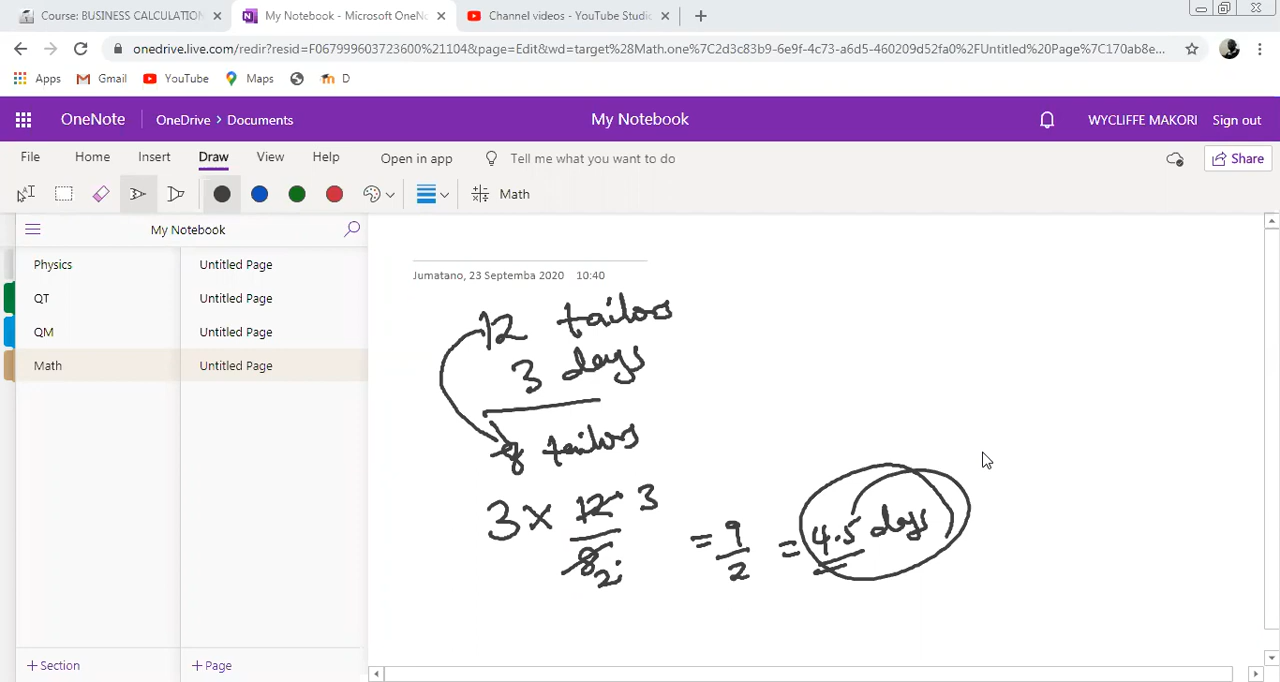 Course: BUSINESS CALCULATION
My Notebook - Microsoft OneNo
Channel videos - YouTube Studio
onedrive.live.com/redir?resid=F067999603723600%21104&page=Edit&wd=target%28Math.one%7C2d3c83b9-6e9f-4c73-a6d5-460209d52fa0%2FUntitled%20Page%7C170ab8e...
Apps Gmail YouTube Maps D
OneNote OneDrive > Documents My Notebook WYCLIFFE MAKORI Sign out
File Home Insert Draw View Help Open in app Tell me what you want to do Share
Math
My Notebook
Physics Untitled Page
QT Untitled Page
QM Untitled Page
Math Untitled Page
+ Section + Page
Jumatano, 23 Septemba 2020 10:40
12 tailors
3 days
8 tailors
3 × 12/8 3 2 = 9/2 = 4.5 days